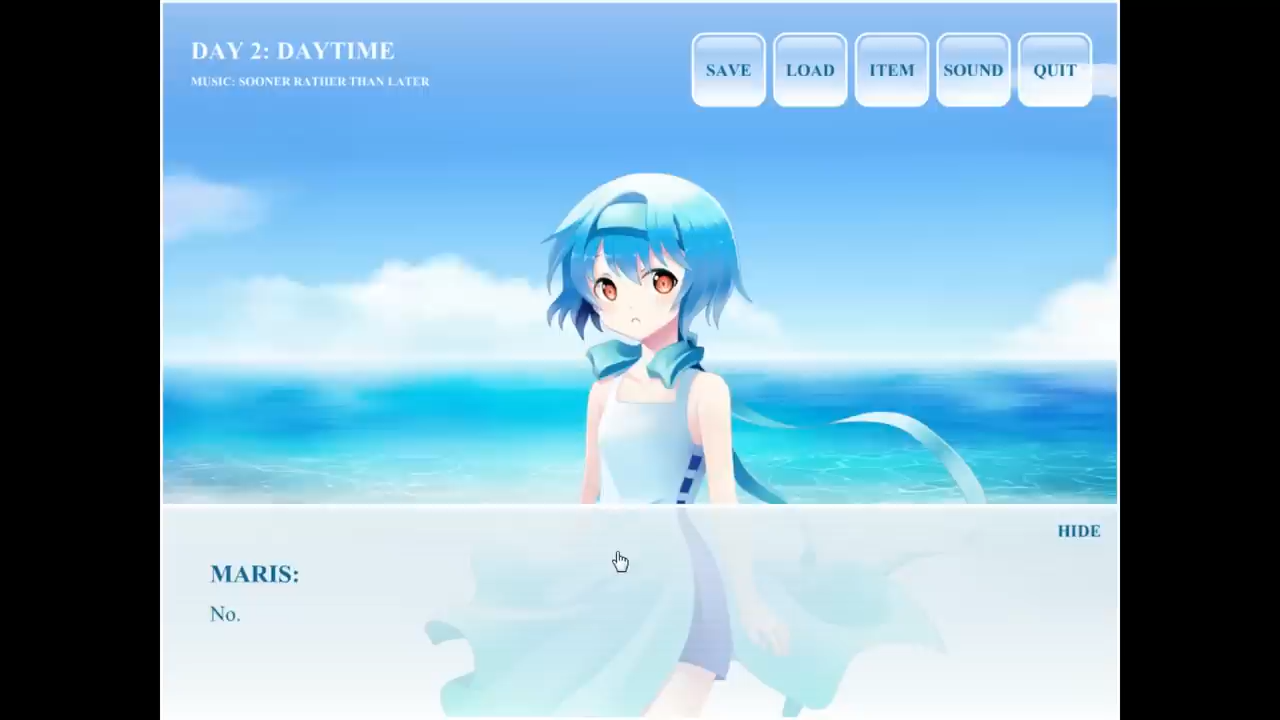 DAY 2: DAYTIME
MUSIC: SOONER RATHER THAN LATER
SAVE LOAD ITEM SOUND QUIT
HIDE
MARIS:
No.